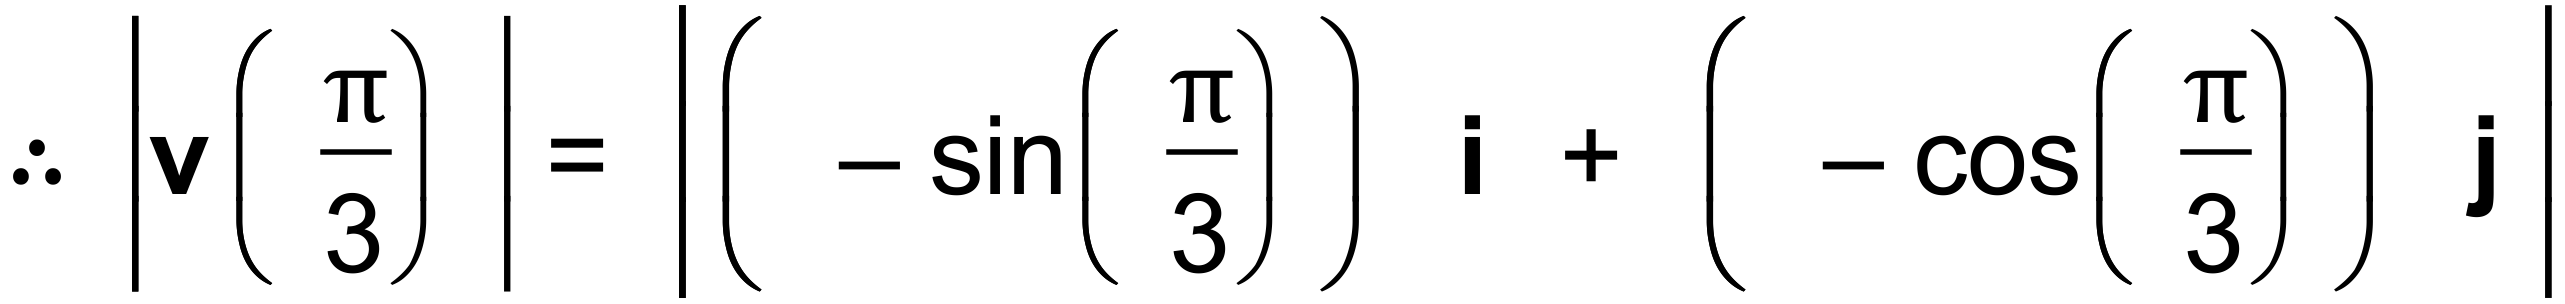 ∴ |v(π/3)| = |(−sin(π/3)) i + (−cos(π/3)) j|